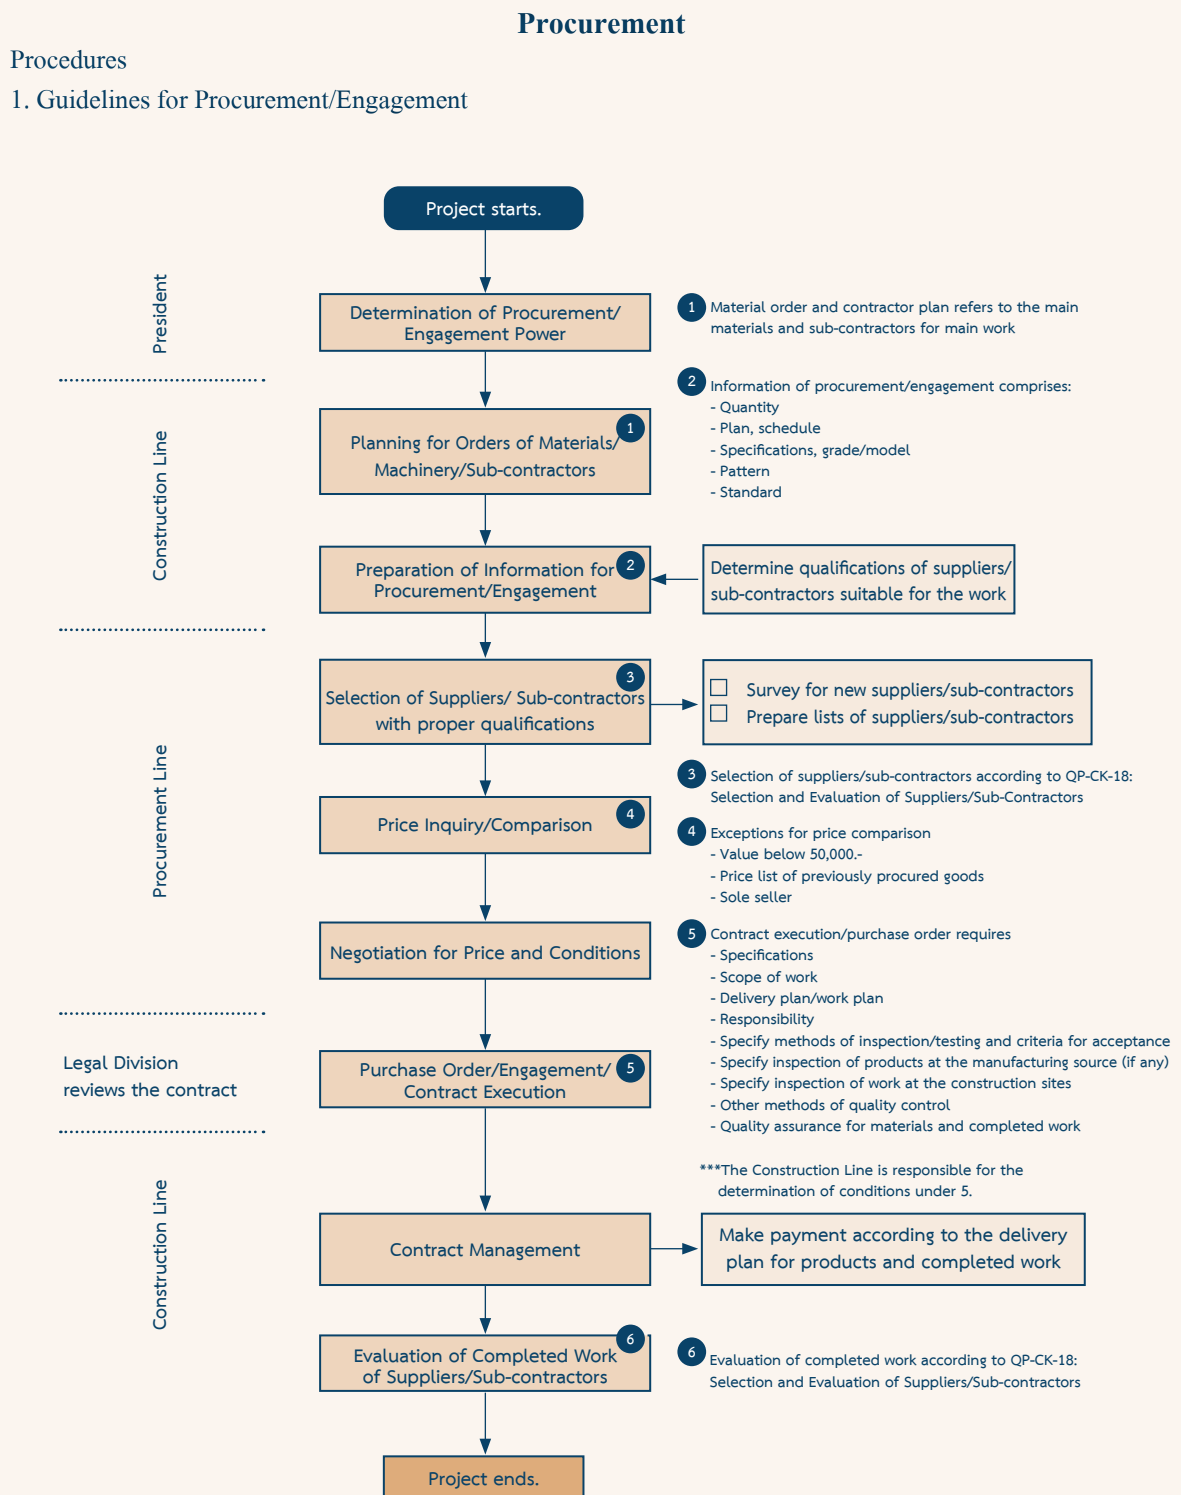 Procurement
Procedures
1. Guidelines for Procurement/Engagement
Project starts.
President
Determination of Procurement/
Engagement Power
1 Material order and contractor plan refers to the main
materials and sub-contractors for main work
Construction Line
Planning for Orders of Materials/
Machinery/Sub-contractors
1
2 Information of procurement/engagement comprises:
- Quantity
- Plan, schedule
- Specifications, grade/model
- Pattern
- Standard
Preparation of Information for
Procurement/Engagement
2
Determine qualifications of suppliers/
sub-contractors suitable for the work
Procurement Line
3
Selection of Suppliers/ Sub-contractors
with proper qualifications
Survey for new suppliers/sub-contractors
Prepare lists of suppliers/sub-contractors
3 Selection of suppliers/sub-contractors according to QP-CK-18:
Selection and Evaluation of Suppliers/Sub-Contractors
Price Inquiry/Comparison
4
4 Exceptions for price comparison
- Value below 50,000.-
- Price list of previously procured goods
- Sole seller
Negotiation for Price and Conditions
5 Contract execution/purchase order requires
- Specifications
- Scope of work
- Delivery plan/work plan
- Responsibility
- Specify methods of inspection/testing and criteria for acceptance
- Specify inspection of products at the manufacturing source (if any)
- Specify inspection of work at the construction sites
- Other methods of quality control
- Quality assurance for materials and completed work
Legal Division
reviews the contract
Purchase Order/Engagement/
Contract Execution
5
***The Construction Line is responsible for the
determination of conditions under 5.
Construction Line
Contract Management
Make payment according to the delivery
plan for products and completed work
6
Evaluation of Completed Work
of Suppliers/Sub-contractors
6 Evaluation of completed work according to QP-CK-18:
Selection and Evaluation of Suppliers/Sub-contractors
Project ends.